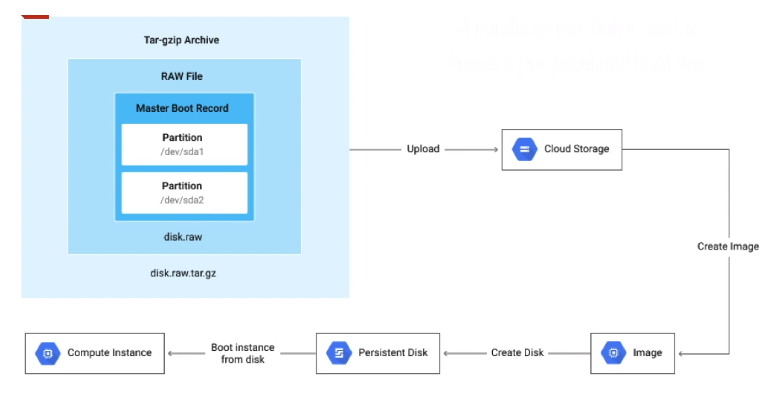 Tar-gzip Archive
RAW File
Master Boot Record
Partition
/dev/sda1
Partition
/dev/sda2
disk.raw
disk.raw.tar.gz
Upload
Cloud Storage
Create Image
Image
Create Disk
Persistent Disk
Boot instance
from disk
Compute Instance